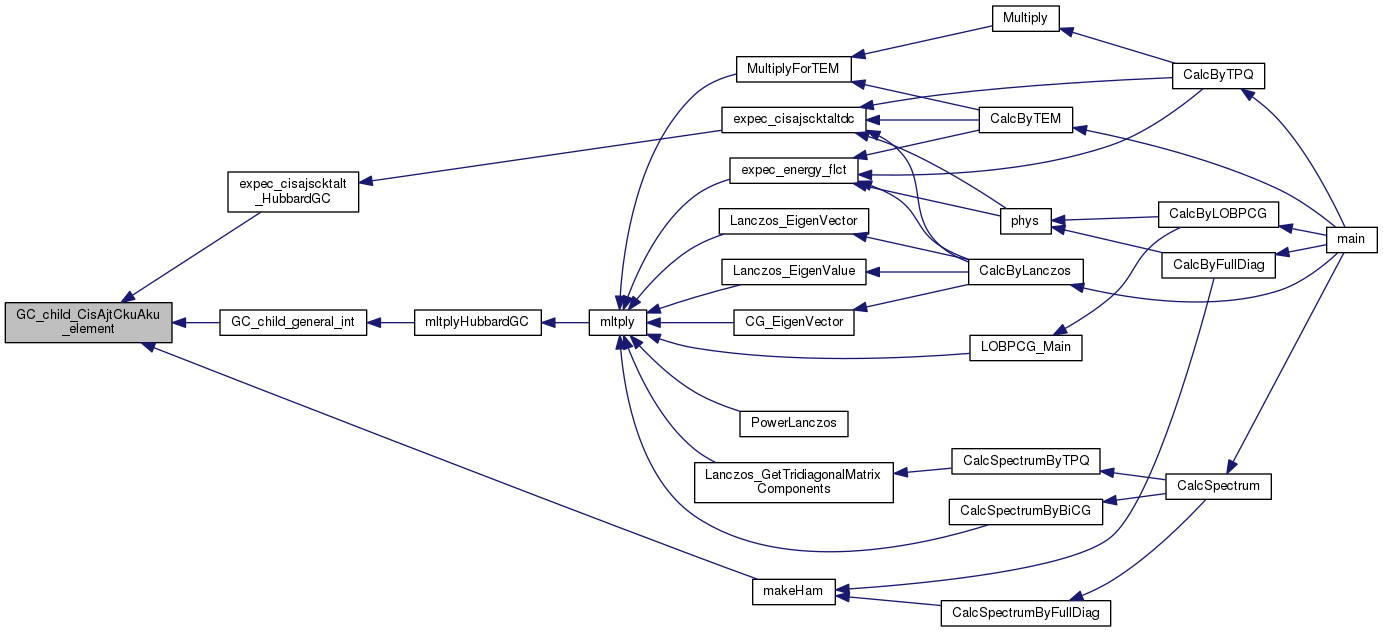 Multiply
MultiplyForTEM
CalcByTPQ
expec_cisajscktaltdc
CalcByTEM
expec_energy_flct
expec_cisajscktalt
_HubbardGC
Lanczos_EigenVector
phys
CalcByLOBPCG
main
Lanczos_EigenValue
CalcByLanczos
CalcByFullDiag
GC_child_CisAjtCkuAku
_element
GC_child_general_int
mltplyHubbardGC
mltply
CG_EigenVector
LOBPCG_Main
PowerLanczos
Lanczos_GetTridiagonalMatrix
Components
CalcSpectrumByTPQ
CalcSpectrum
CalcSpectrumByBiCG
makeHam
CalcSpectrumByFullDiag